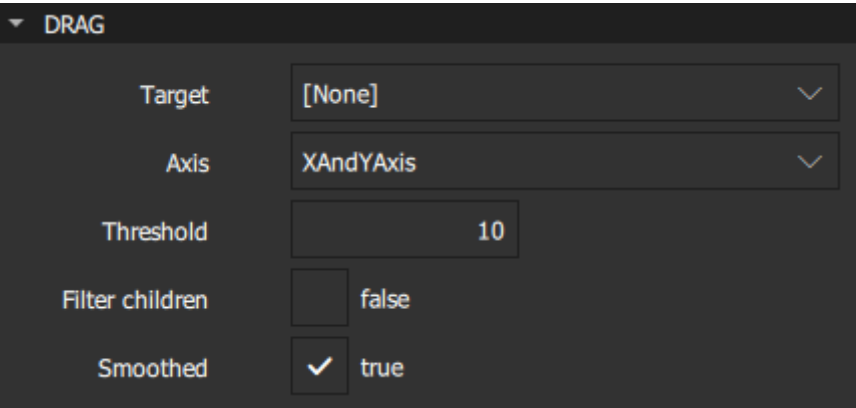 DRAG
Target [None]
Axis XAndYAxis
Threshold 10
Filter children false
Smoothed true